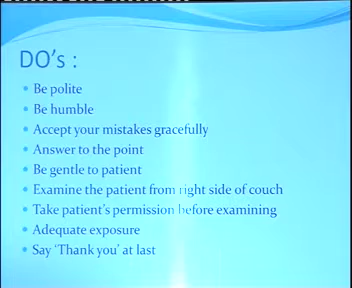 DO's :
Be polite
Be humble
Accept your mistakes gracefully
Answer to the point
Be gentle to patient
Examine the patient from right side of couch
Take patient's permission before examining
Adequate exposure
Say 'Thank you' at last